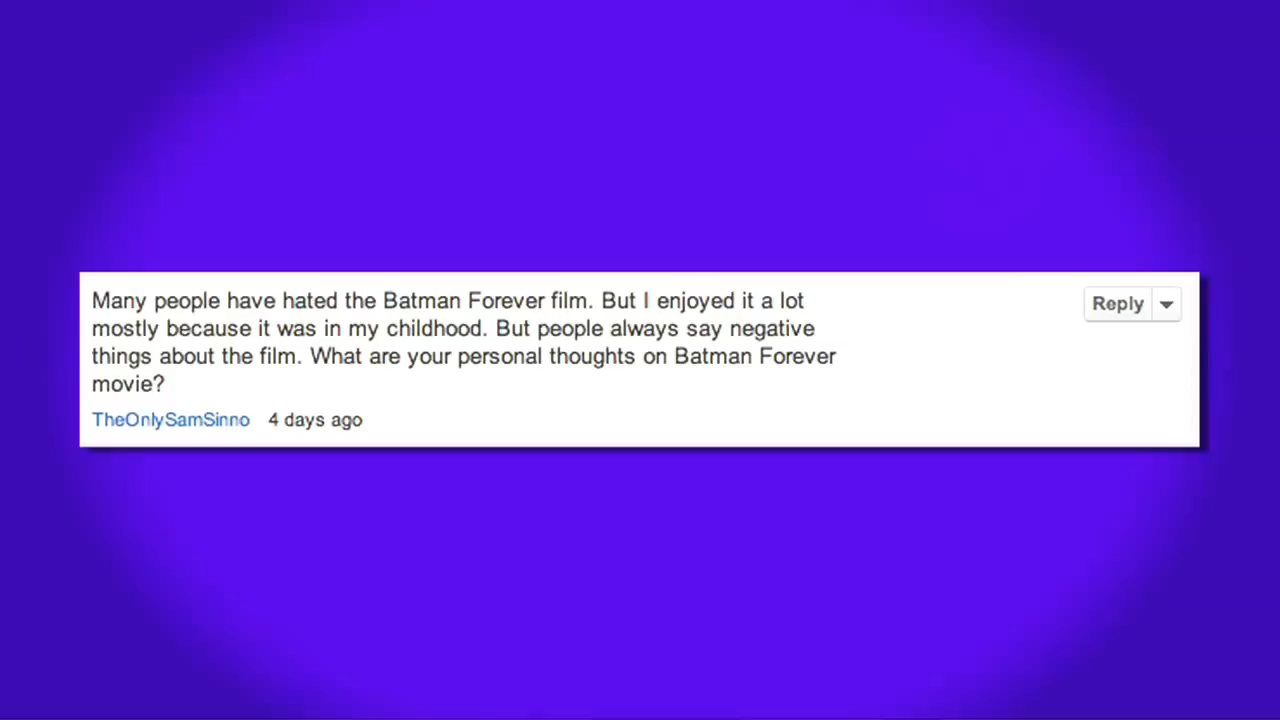 Many people have hated the Batman Forever film. But I enjoyed it a lot
mostly because it was in my childhood. But people always say negative
things about the film. What are your personal thoughts on Batman Forever
movie?
TheOnlySamSinno 4 days ago
Reply